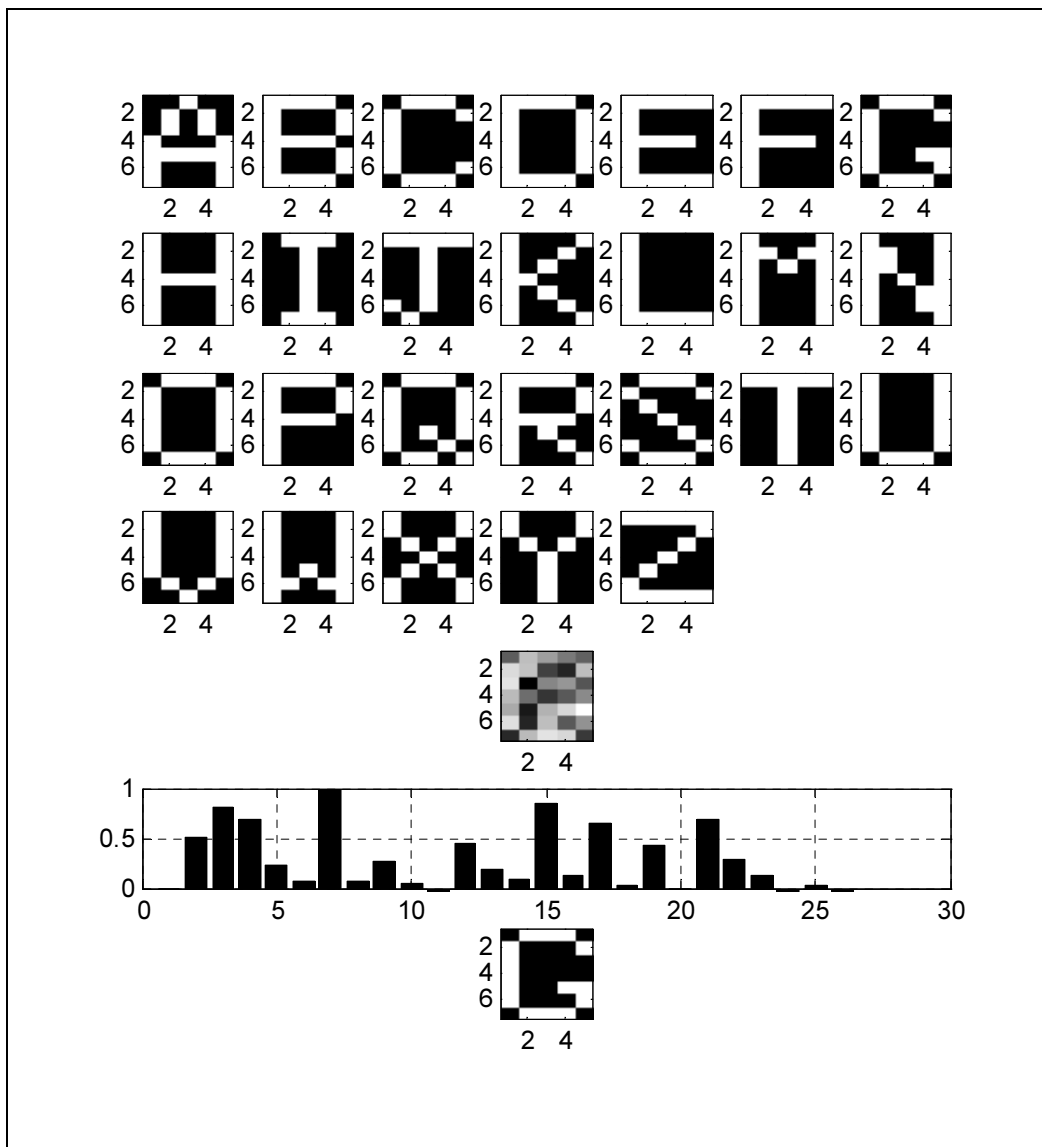 A B C D E F G
2 2 2 2 2 2 2
4 4 4 4 4 4 4
6 6 6 6 6 6 6
2 4 2 4 2 4 2 4 2 4 2 4 2 4
H I J K L M N
2 2 2 2 2 2 2
4 4 4 4 4 4 4
6 6 6 6 6 6 6
2 4 2 4 2 4 2 4 2 4 2 4 2 4
O P Q R S T U
2 2 2 2 2 2 2
4 4 4 4 4 4 4
6 6 6 6 6 6 6
2 4 2 4 2 4 2 4 2 4 2 4 2 4
V W X Y Z
2 2 2 2 2
4 4 4 4 4
6 6 6 6 6
2 4 2 4 2 4 2 4 2 4
2
4
6
2 4
1
0.5
0
0 5 10 15 20 25 30
G
2
4
6
2 4